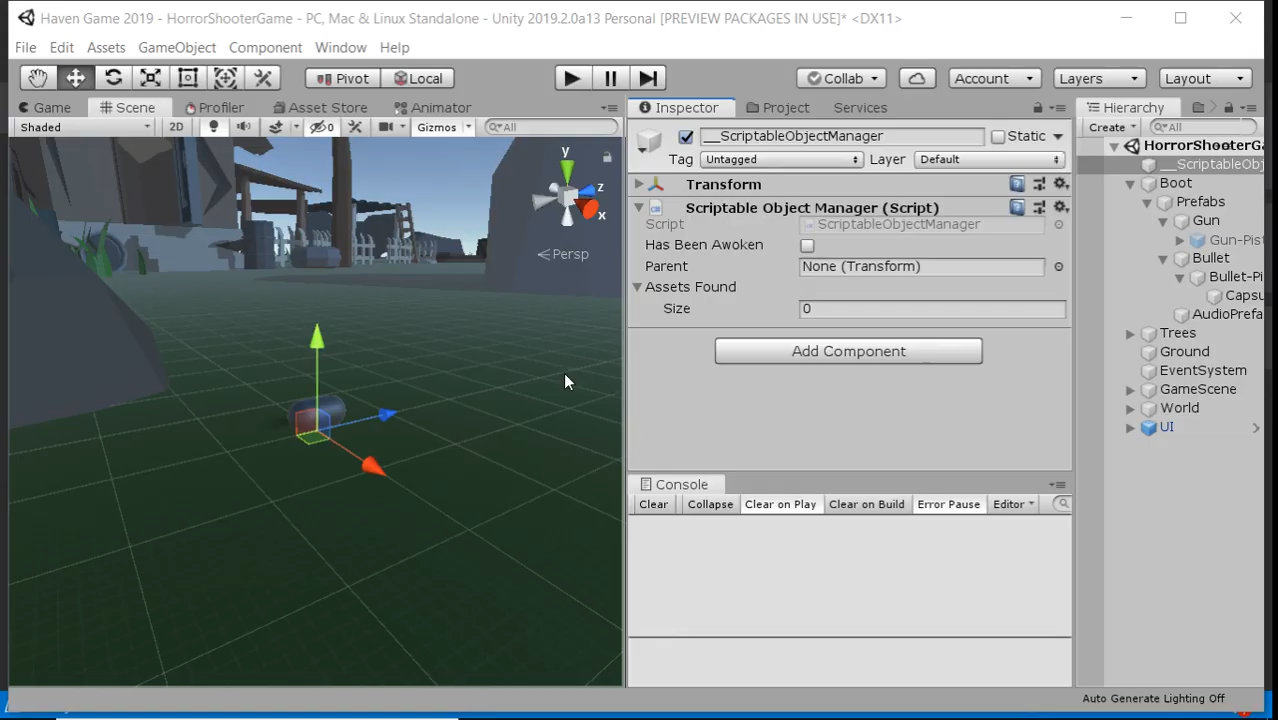 Haven Game 2019 - HorrorShooterGame - PC, Mac & Linux Standalone - Unity 2019.2.0a13 Personal [PREVIEW PACKAGES IN USE]* <DX11>
File Edit Assets GameObject Component Window Help
Pivot Local Collab Account Layers Layout
Game Scene Profiler Asset Store Animator
Shaded 2D 0 Gizmos All
y
z
x
Persp
Inspector Project Services
__ScriptableObjectManager Static
Tag Untagged Layer Default
Transform
Scriptable Object Manager (Script)
Script ScriptableObjectManager
Has Been Awoken
Parent None (Transform)
Assets Found
Size 0
Add Component
Console
Clear Collapse Clear on Play Clear on Build Error Pause Editor
Hierarchy
Create All
HorrorShooterGa
__ScriptableObj
Boot
Prefabs
Gun
Gun-Pist
Bullet
Bullet-Pi
Capsu
AudioPrefa
Trees
Ground
EventSystem
GameScene
World
UI
Auto Generate Lighting Off